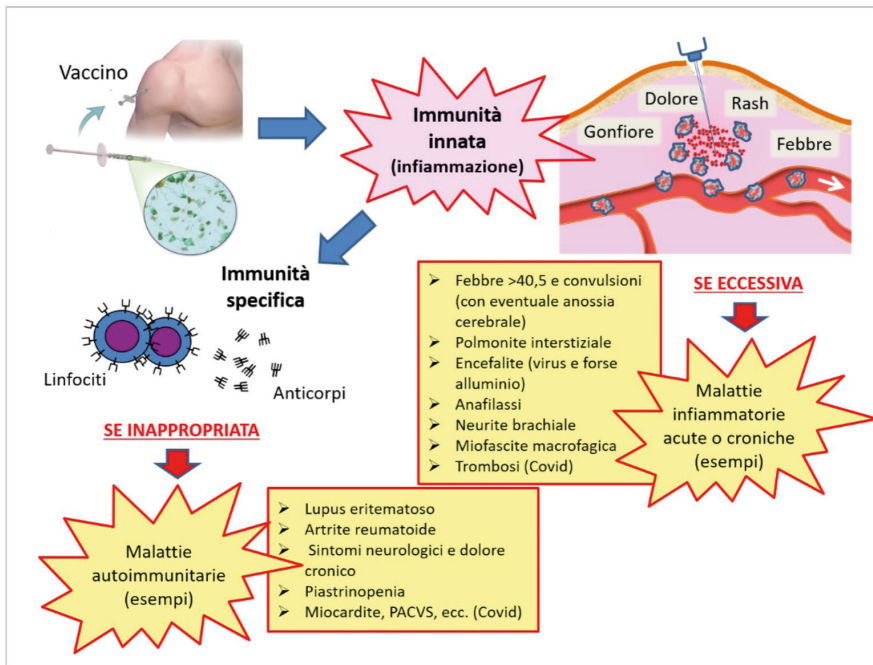 Vaccino
Immunità
innata
(infiammazione)
Dolore
Rash
Gonfiore
Febbre
Immunità
specifica
Linfociti
Anticorpi
SE ECCESSIVA
➢ Febbre >40,5 e convulsioni
(con eventuale anossia
cerebrale)
➢ Polmonite interstiziale
➢ Encefalite (virus e forse
alluminio)
➢ Anafilassi
➢ Neurite brachiale
➢ Miofascite macrofagica
➢ Trombosi (Covid)
Malattie
infiammatorie
acute o croniche
(esempi)
SE INAPPROPRIATA
Malattie
autoimmunitarie
(esempi)
➢ Lupus eritematoso
➢ Artrite reumatoide
➢ Sintomi neurologici e dolore
cronico
➢ Piastrinopenia
➢ Miocardite, PACVS, ecc. (Covid)